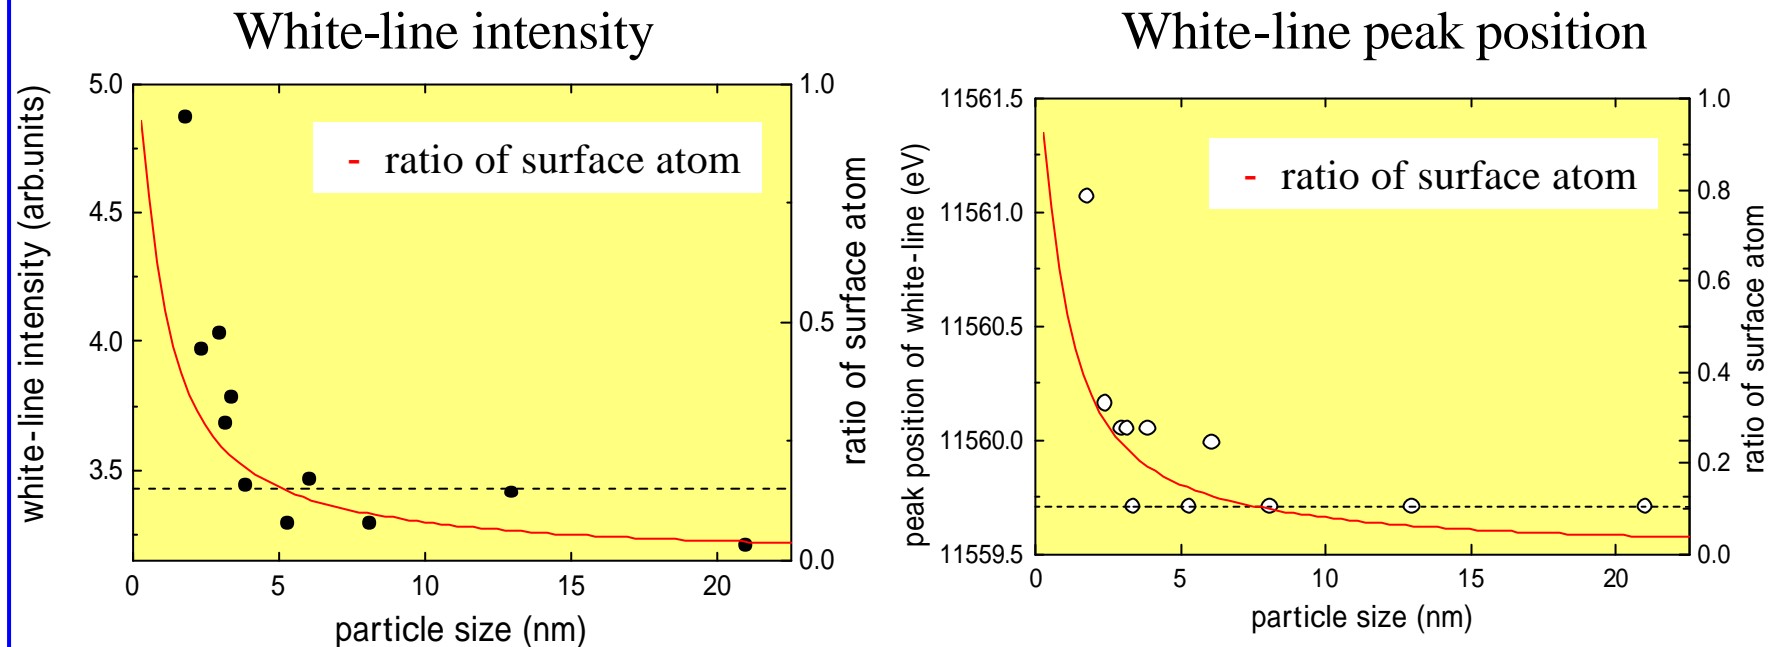 White-line intensity
5.0
4.5
4.0
3.5
1.0
0.5
0.0
0
5
10
15
20
white-line intensity (arb.units)
ratio of surface atom
- ratio of surface atom
particle size (nm)
White-line peak position
11561.5
11561.0
11560.5
11560.0
11559.5
1.0
0.8
0.6
0.4
0.2
0.0
0
5
10
15
20
peak position of white-line (eV)
ratio of surface atom
- ratio of surface atom
particle size (nm)